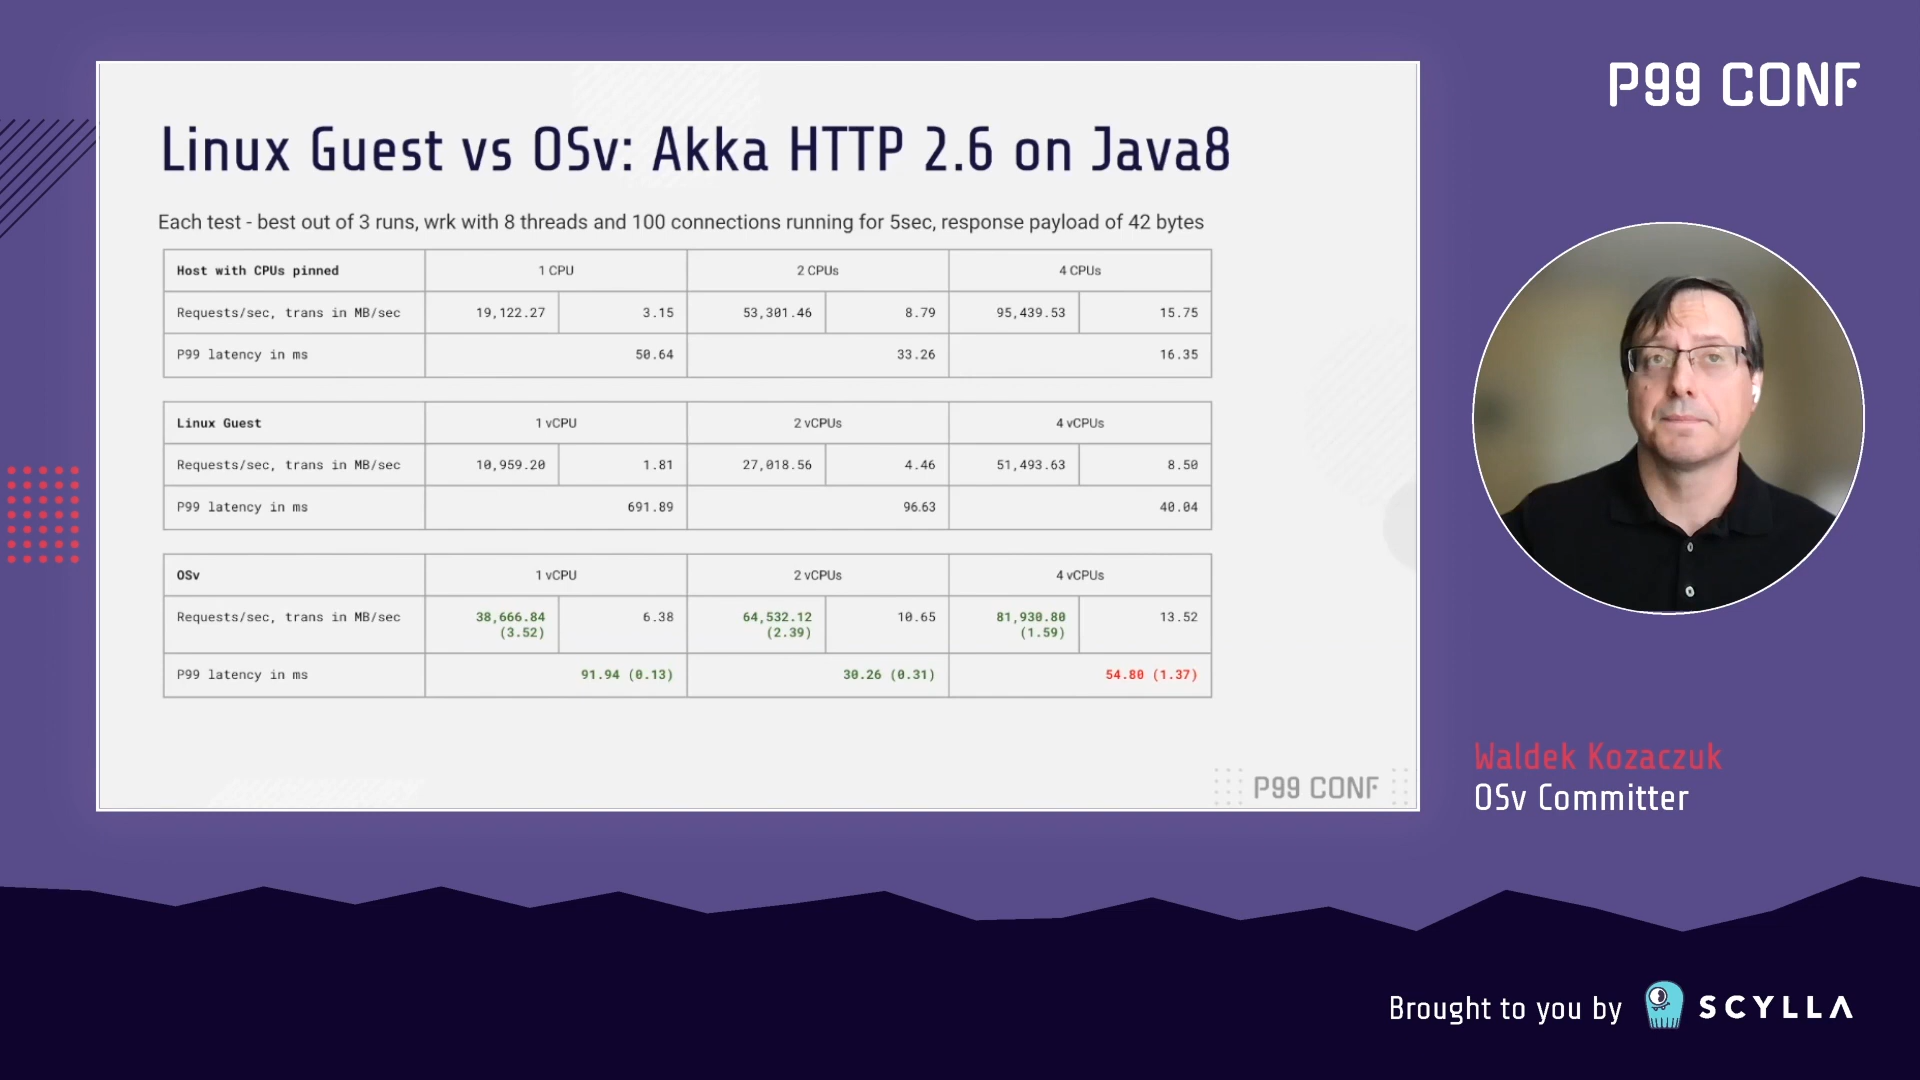 P99 CONF
Linux Guest vs OSv: Akka HTTP 2.6 on Java8
Each test - best out of 3 runs, wrk with 8 threads and 100 connections running for 5sec, response payload of 42 bytes
Host with CPUs pinned 1 CPU 2 CPUs 4 CPUs
Requests/sec, trans in MB/sec 19,122.27 3.15 53,301.46 8.79 95,439.53 15.75
P99 latency in ms 50.64 33.26 16.35
Linux Guest 1 vCPU 2 vCPUs 4 vCPUs
Requests/sec, trans in MB/sec 10,959.20 1.81 27,018.56 4.46 51,493.63 8.50
P99 latency in ms 691.89 96.63 40.04
OSv 1 vCPU 2 vCPUs 4 vCPUs
Requests/sec, trans in MB/sec 38,666.84 6.38 64,532.12 10.65 81,930.80 13.52
(3.52) (2.39) (1.59)
P99 latency in ms 91.94 (0.13) 30.26 (0.31) 54.80 (1.37)
P99 CONF
Waldek Kozaczuk
OSv Committer
Brought to you by SCYLLA